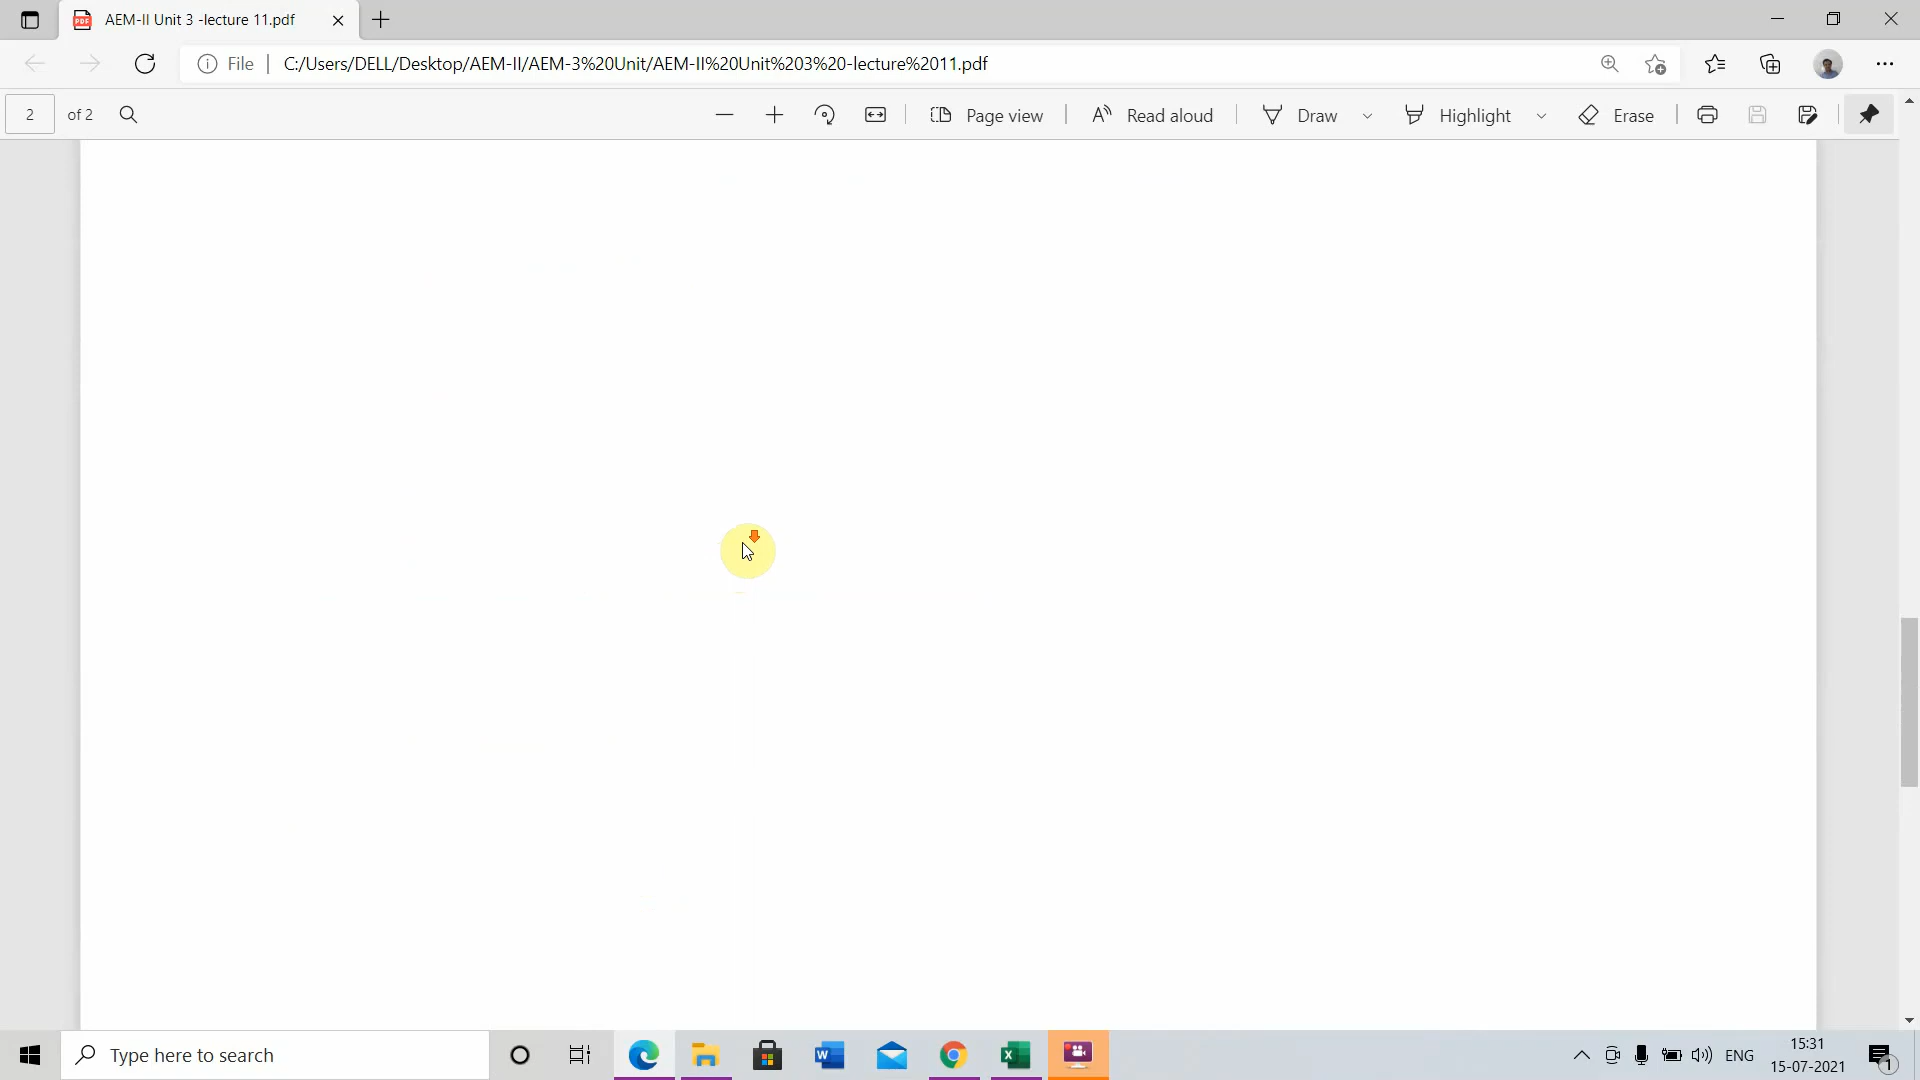 AEM-II Unit 3 -lecture 11.pdf
File
C:/Users/DELL/Desktop/AEM-II/AEM-3%20Unit/AEM-II%20Unit%203%20-lecture%2011.pdf
2 of 2
Page view
Read aloud
Draw
Highlight
Erase
Type here to search
ENG
15:31
15-07-2021
1